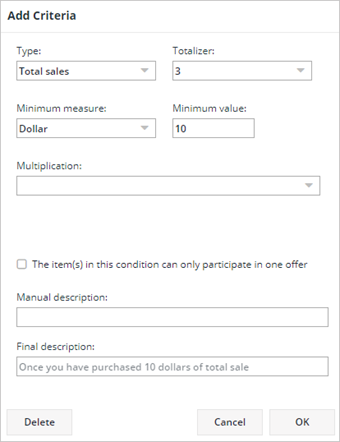 Add Criteria
Type: Totalizer:
Total sales 3
Minimum measure: Minimum value:
Dollar 10
Multiplication:
The item(s) in this condition can only participate in one offer
Manual description:
Final description:
Once you have purchased 10 dollars of total sale
Delete Cancel OK